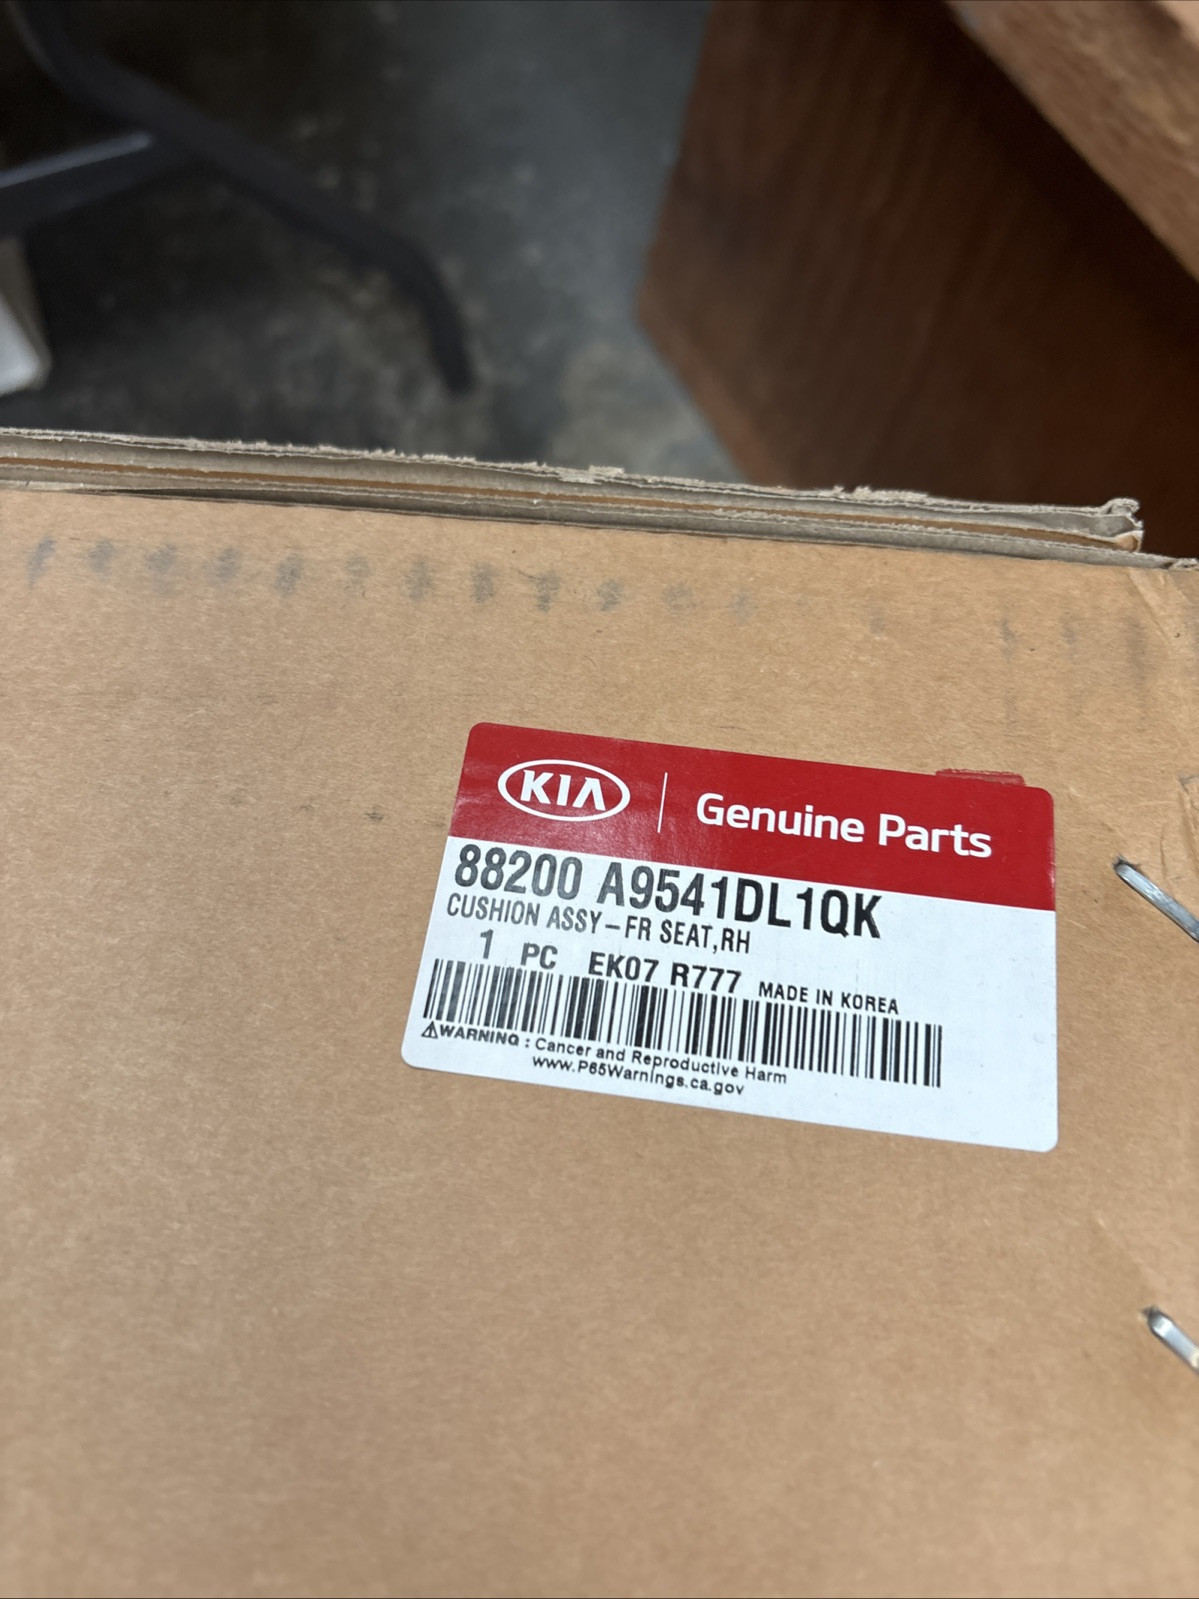 KIA
Genuine Parts
88200 A9541DL1QK
CUSHION ASSY-FR SEAT,RH
1 PC EK07 R777 MADE IN KOREA
⚠WARNING : Cancer and Reproductive Harm
www.P65Warnings.ca.gov